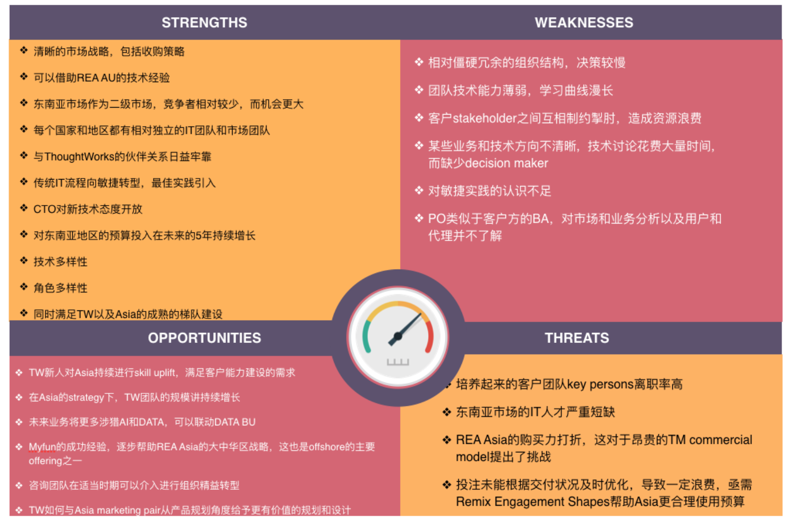 STRENGTHS
清晰的市场战略，包括收购策略
可以借助REA AU的技术经验
东南亚市场作为二级市场，竞争者相对较少，而机会更大
每个国家和地区都有相对独立的IT团队和市场团队
与ThoughtWorks的伙伴关系日益牢靠
传统IT流程向敏捷转型，最佳实践引入
CTO对新技术态度开放
对东南亚地区的预算投入在未来的5年持续增长
技术多样性
角色多样性
同时满足TW以及Asia的成熟的梯队建设
WEAKNESSES
相对僵硬冗余的组织结构，决策较慢
团队技术能力薄弱，学习曲线漫长
客户stakeholder之间互相制约掣肘，造成资源浪费
某些业务和技术方向不清晰，技术讨论花费大量时间，
而缺少decision maker
对敏捷实践的认识不足
PO类似于客户方的BA，对市场和业务分析以及用户和
代理并不了解
OPPORTUNITIES
TW新人对Asia持续进行skill uplift，满足客户能力建设的需求
在Asia的strategy下，TW团队的规模讲持续增长
未来业务将更多涉猎AI和DATA，可以联动DATA BU
Myfun的成功经验，逐步帮助REA Asia的大中华区战略，这也是offshore的主要
offering之一
咨询团队在适当时期可以介入进行组织精益转型
TW如何与Asia marketing pair从产品规划角度给予更有价值的规划和设计
THREATS
培养起来的客户团队key persons离职率高
东南亚市场的IT人才严重短缺
REA Asia的购买力打折，这对于昂贵的TM commercial
model提出了挑战
投注未能根据交付状况及时优化，导致一定浪费，亟需
Remix Engagement Shapes帮助Asia更合理使用预算